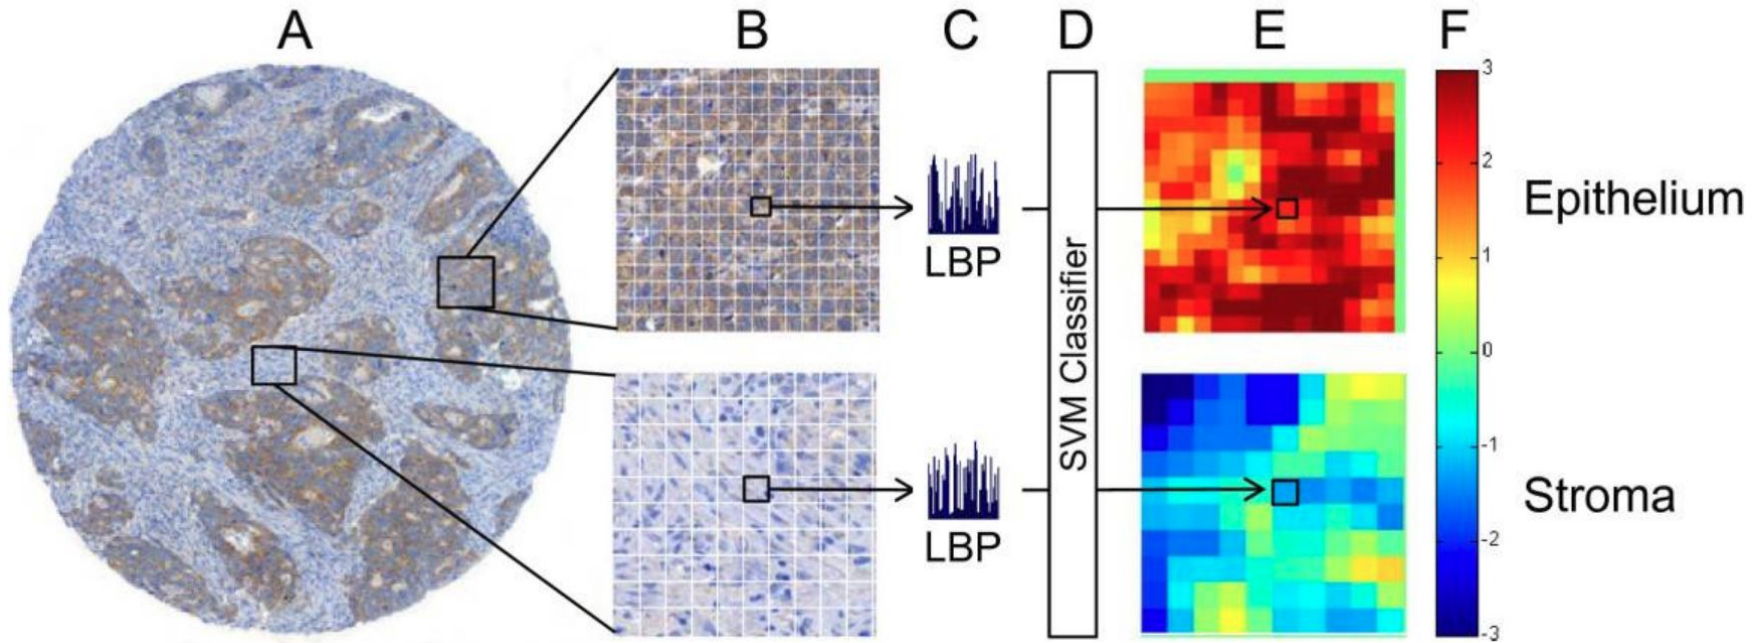 A B C D E F
3
2
Epithelium
1
LBP
0
SVM Classifier
-1
Stroma
-2
LBP
-3